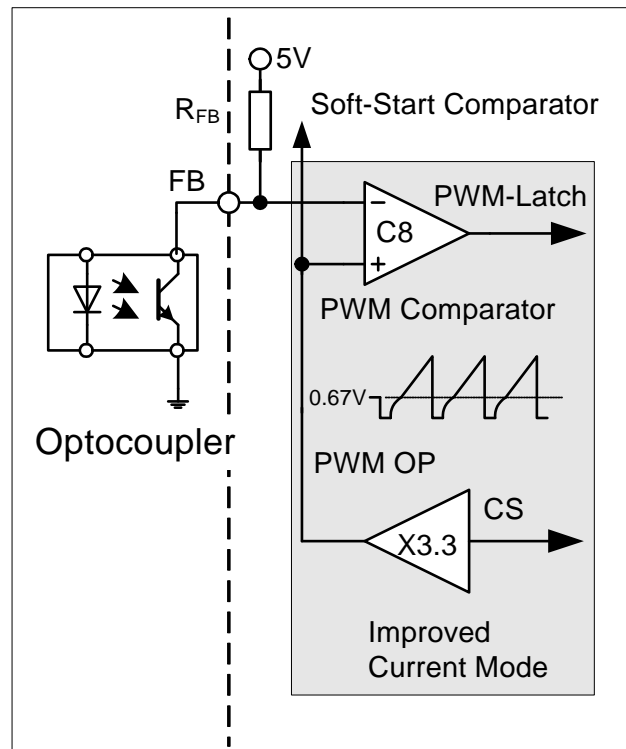 5V
RFB
Soft-Start Comparator
FB
PWM-Latch
−
C8
+
PWM Comparator
0.67V
Optocoupler
PWM OP
CS
X3.3
Improved
Current Mode